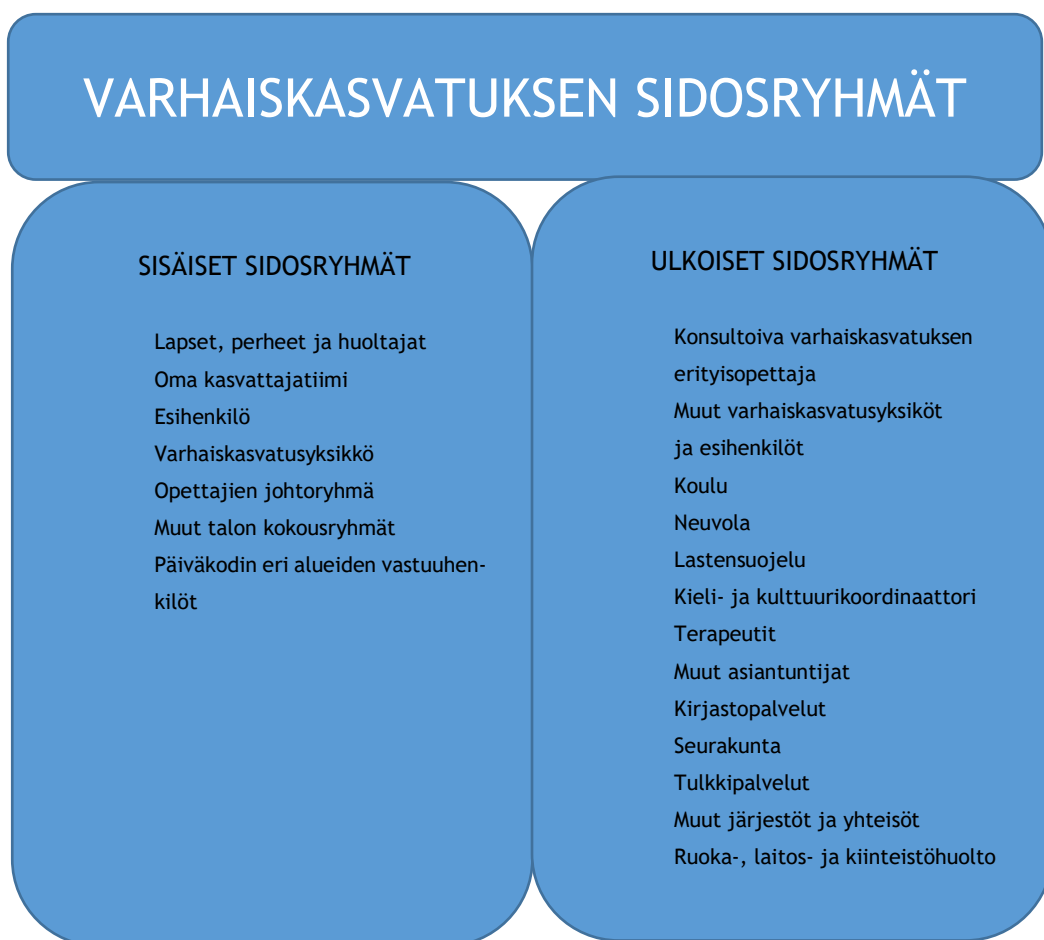 VARHAISKASVATUKSEN SIDOSRYHMÄT
SISÄISET SIDOSRYHMÄT
Lapset, perheet ja huoltajat
Oma kasvattajatiimi
Esihenkilö
Varhaiskasvatusyksikkö
Opettajien johtoryhmä
Muut talon kokousryhmät
Päiväkodin eri alueiden vastuuhen-
kilöt
ULKOISET SIDOSRYHMÄT
Konsultoiva varhaiskasvatuksen
erityisopettaja
Muut varhaiskasvatusyksiköt
ja esihenkilöt
Koulu
Neuvola
Lastensuojelu
Kieli- ja kulttuurikoordinaattori
Terapeutit
Muut asiantuntijat
Kirjastopalvelut
Seurakunta
Tulkkipalvelut
Muut järjestöt ja yhteisöt
Ruoka-, laitos- ja kiinteistöhuolto